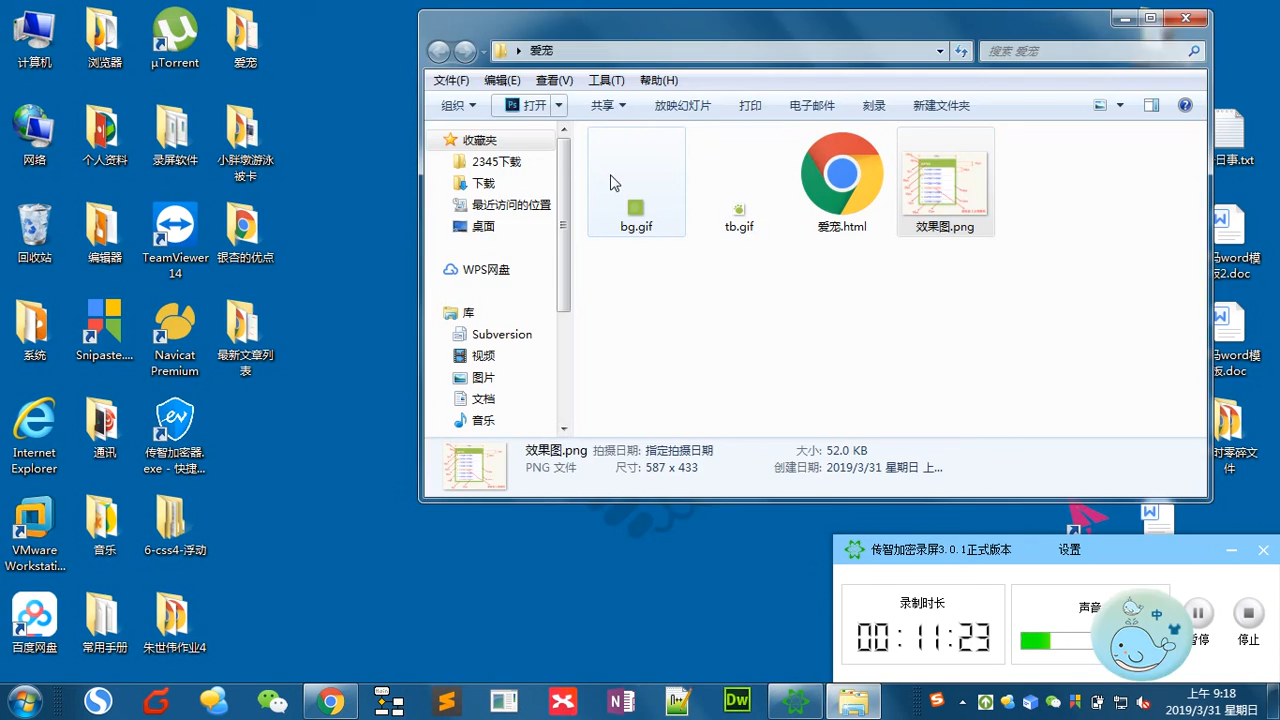 计算机
浏览器
µTorrent
爱宠
网络
个人资料
录屏软件
小胖墩游泳被卡
回收站
编辑器
TeamViewer 14
银杏的优点
系统
Snipaste....
Navicat Premium
最新文章列表
Internet Explorer
通讯
传智加密器.exe - 快捷...
VMware Workstati...
音乐
6-css4-浮动
百度网盘
常用手册
朱世伟作业4
爱宠
搜索 爱宠
文件(F)
编辑(E)
查看(V)
工具(T)
帮助(H)
组织
打开
共享
放映幻灯片
打印
电子邮件
刻录
新建文件夹
收藏夹
2345下载
下载
最近访问的位置
桌面
WPS网盘
库
Subversion
视频
图片
文档
音乐
bg.gif
tb.gif
爱宠.html
效果图.png
效果图.png 拍摄日期: 指定拍摄日期 大小: 52.0 KB
PNG 文件 尺寸: 587 x 433 创建日期: 2019/3/31 星期日 上...
日事.txt
马word模板2.doc
马word模板.doc
时零碎文件
传智加密录屏3.0.1正式版本
设置
录制时长
00:11:23
声音
中
暂停
停止
上午 9:18
2019/3/31 星期日